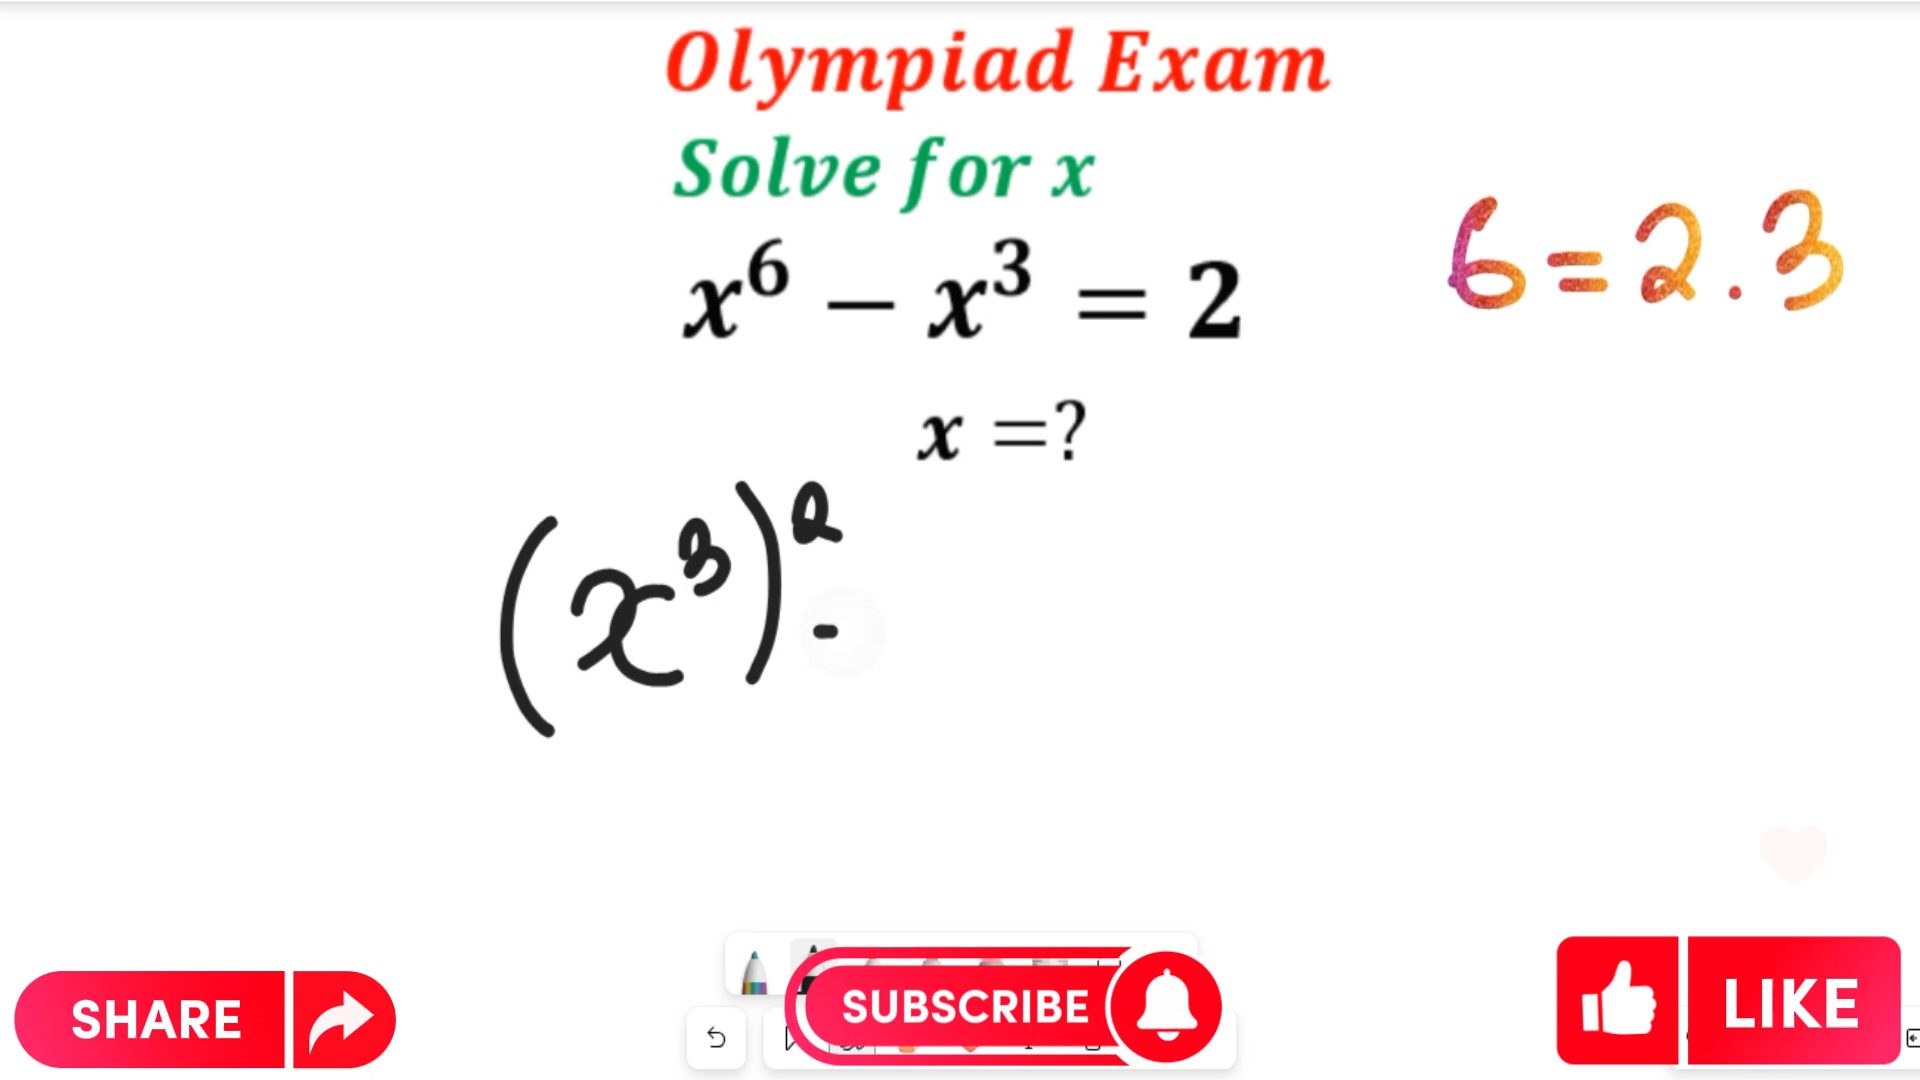 Olympiad Exam
Solve for x
x⁶ − x³ = 2
6=2.3
x =?
(x³)² -
SHARE
SUBSCRIBE
LIKE